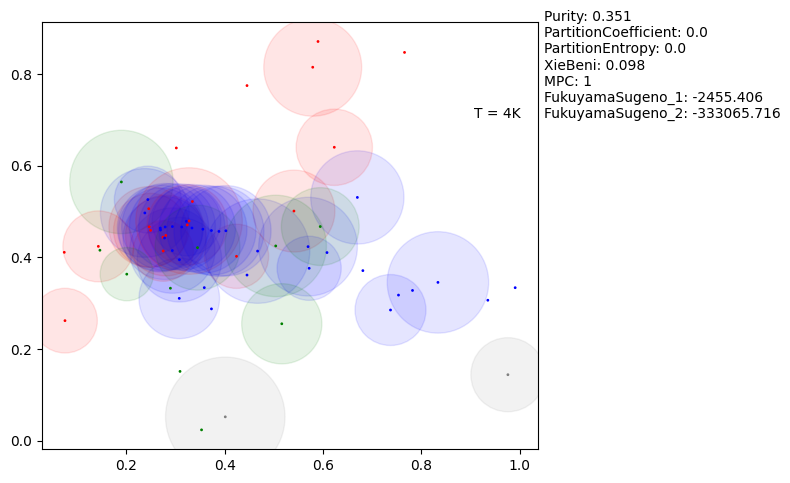 Purity: 0.351
PartitionCoefficient: 0.0
PartitionEntropy: 0.0
XieBeni: 0.098
MPC: 1
FukuyamaSugeno_1: -2455.406
FukuyamaSugeno_2: -333065.716
T = 4K
0.8
0.6
0.4
0.2
0.0
0.2 0.4 0.6 0.8 1.0